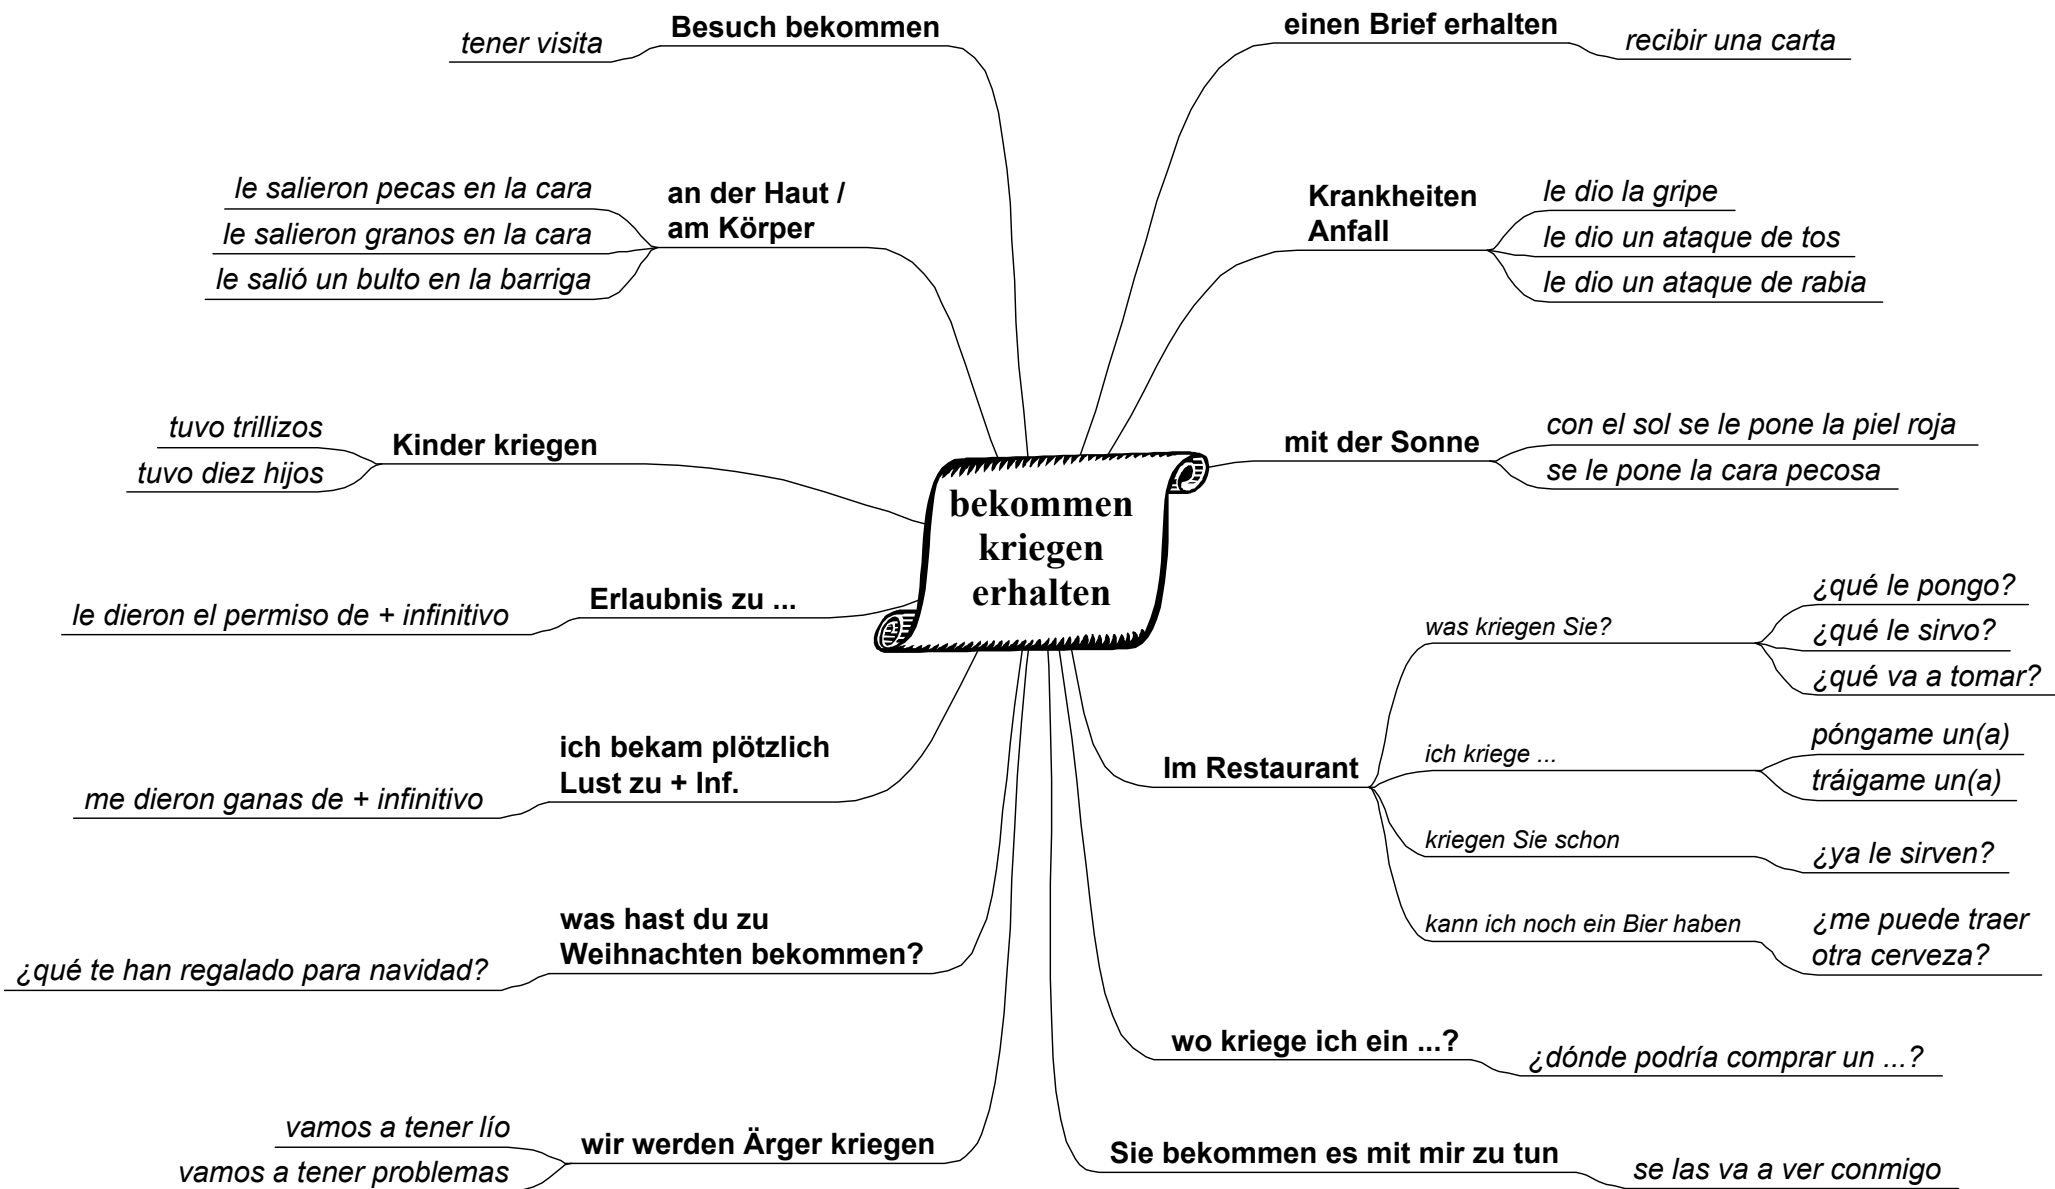 bekommen
kriegen
erhalten
einen Brief erhalten
recibir una carta
Krankheiten
Anfall
le dio la gripe
le dio un ataque de tos
le dio un ataque de rabia
mit der Sonne
con el sol se le pone la piel roja
se le pone la cara pecosa
Im Restaurant
was kriegen Sie?
¿qué le pongo?
¿qué le sirvo?
¿qué va a tomar?
ich kriege ...
póngame un(a)
tráigame un(a)
kriegen Sie schon
¿ya le sirven?
kann ich noch ein Bier haben
¿me puede traer
otra cerveza?
wo kriege ich ein ...?
¿dónde podría comprar un ...?
Sie bekommen es mit mir zu tun
se las va a ver conmigo
Besuch bekommen
tener visita
an der Haut /
am Körper
le salieron pecas en la cara
le salieron granos en la cara
le salió un bulto en la barriga
Kinder kriegen
tuvo trillizos
tuvo diez hijos
Erlaubnis zu ...
le dieron el permiso de + infinitivo
ich bekam plötzlich
Lust zu + Inf.
me dieron ganas de + infinitivo
was hast du zu
Weihnachten bekommen?
¿qué te han regalado para navidad?
wir werden Ärger kriegen
vamos a tener lío
vamos a tener problemas